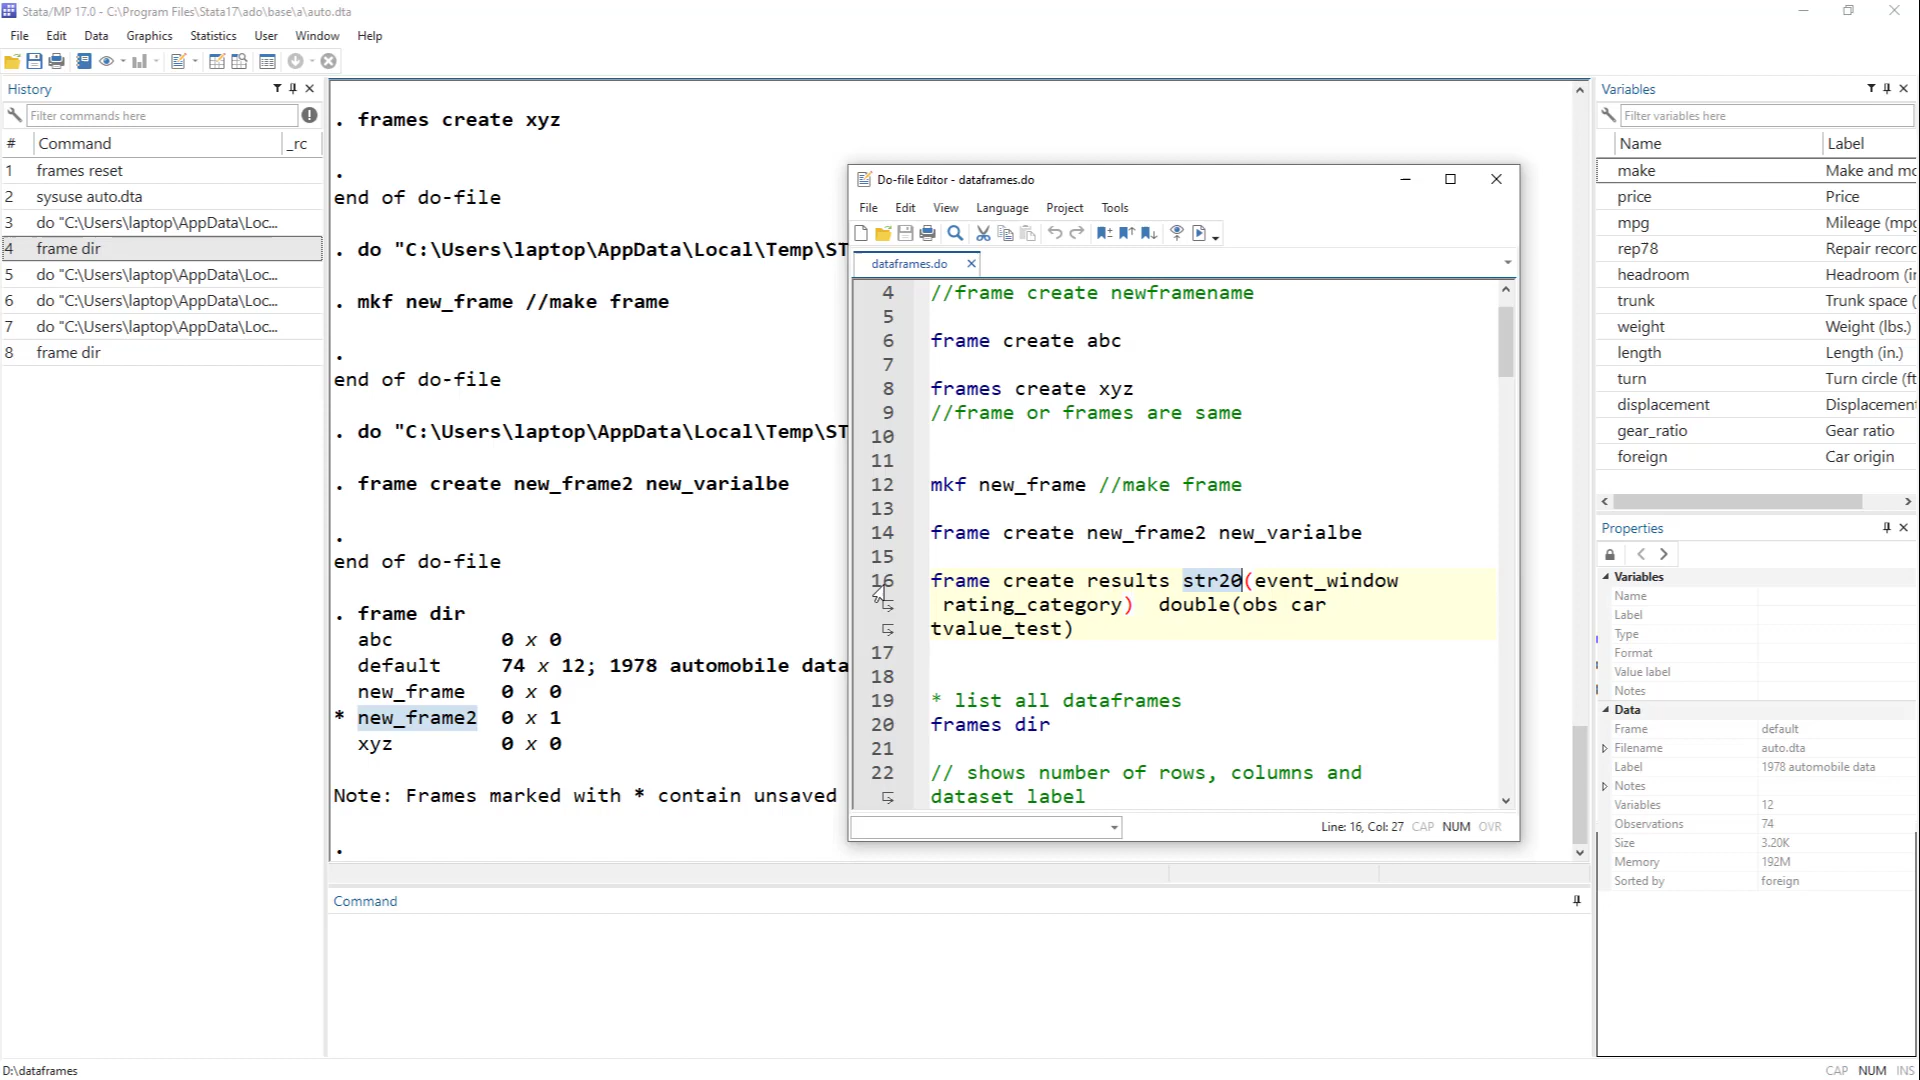 Stata/MP 17.0 - C:\Program Files\Stata17\ado\base\a\auto.dta
File Edit Data Graphics Statistics User Window Help
History
Filter commands here
# Command _rc
1 frames reset
2 sysuse auto.dta
3 do "C:\Users\laptop\AppData\Loc...
4 frame dir
5 do "C:\Users\laptop\AppData\Loc...
6 do "C:\Users\laptop\AppData\Loc...
7 do "C:\Users\laptop\AppData\Loc...
8 frame dir
. frames create xyz
.
end of do-file
. do "C:\Users\laptop\AppData\Local\Temp\ST
. mkf new_frame //make frame
.
end of do-file
. do "C:\Users\laptop\AppData\Local\Temp\ST
. frame create new_frame2 new_varialbe
.
end of do-file
. frame dir
abc 0 x 0
default 74 x 12; 1978 automobile data
new_frame 0 x 0
* new_frame2 0 x 1
xyz 0 x 0
Note: Frames marked with * contain unsaved
.
Command
Do-file Editor - dataframes.do
File Edit View Language Project Tools
dataframes.do
4 //frame create newframename
5
6 frame create abc
7
8 frames create xyz
9 //frame or frames are same
10
11
12 mkf new_frame //make frame
13
14 frame create new_frame2 new_varialbe
15
16 frame create results str20(event_window
rating_category) double(obs car
tvalue_test)
17
18
19 * list all dataframes
20 frames dir
21
22 // shows number of rows, columns and
dataset label
Line: 16, Col: 27 CAP NUM OVR
Variables
Filter variables here
Name Label
make Make and mo
price Price
mpg Mileage (mpg
rep78 Repair record
headroom Headroom (in
trunk Trunk space (
weight Weight (lbs.)
length Length (in.)
turn Turn circle (ft
displacement Displacement
gear_ratio Gear ratio
foreign Car origin
Properties
Variables
Name
Label
Type
Format
Value label
Notes
Data
Frame default
Filename auto.dta
Label 1978 automobile data
Notes
Variables 12
Observations 74
Size 3.20K
Memory 192M
Sorted by foreign
D:\dataframes
CAP NUM INS